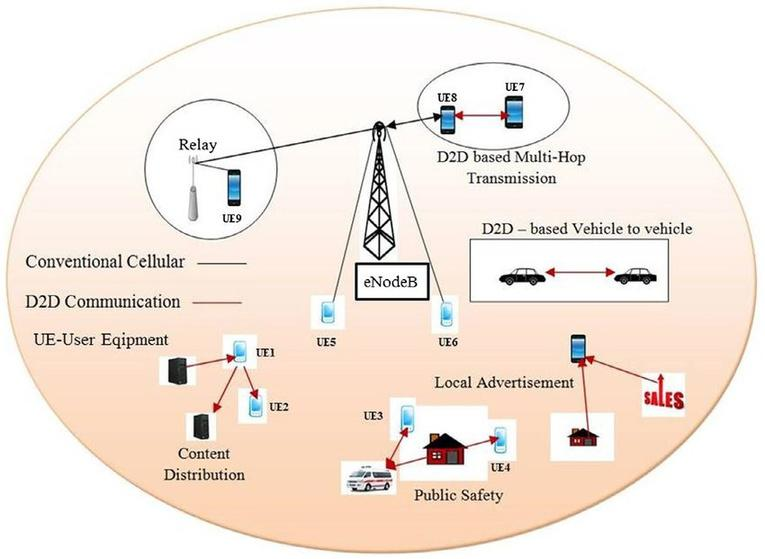 UE7
UE8
Relay
D2D based Multi-Hop
Transmission
UE9
D2D – based Vehicle to vehicle
Conventional Cellular
eNodeB
D2D Communication
UE-User Eqipment
UE5
UE6
UE1
Local Advertisement
SALES
UE2
UE3
Content
Distribution
UE4
Public Safety